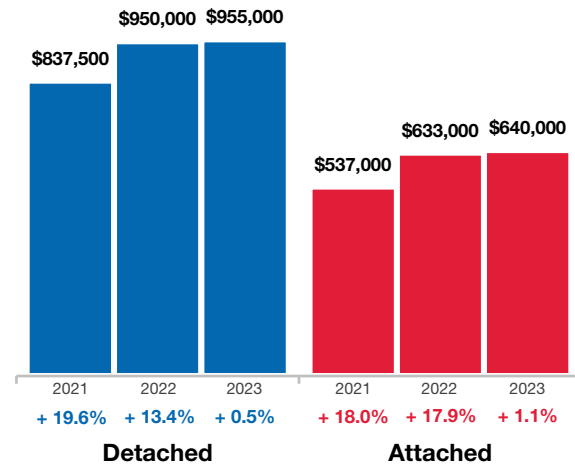 $950,000 $955,000
$837,500
$633,000 $640,000
$537,000
2021 2022 2023 2021 2022 2023
+ 19.6% + 13.4% + 0.5% + 18.0% + 17.9% + 1.1%
Detached Attached